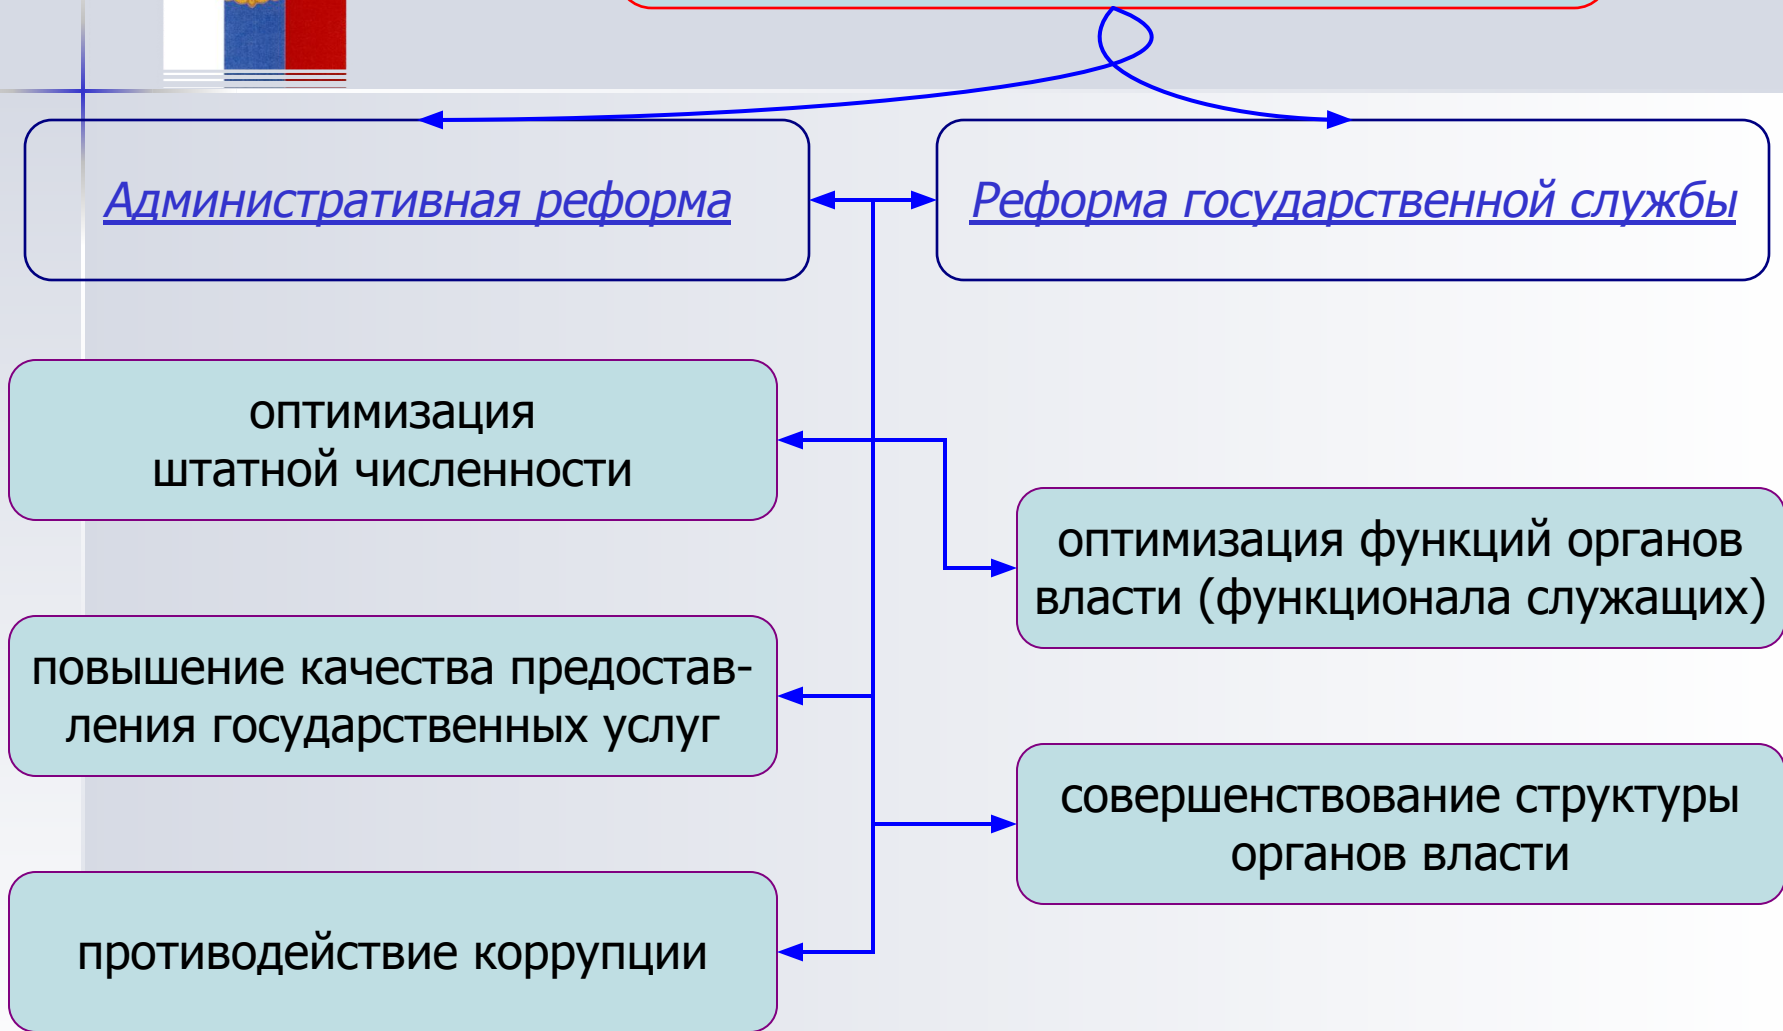 Административная реформа
Реформа государственной службы
оптимизация
штатной численности
оптимизация функций органов
власти (функционала служащих)
повышение качества предостав-
ления государственных услуг
совершенствование структуры
органов власти
противодействие коррупции